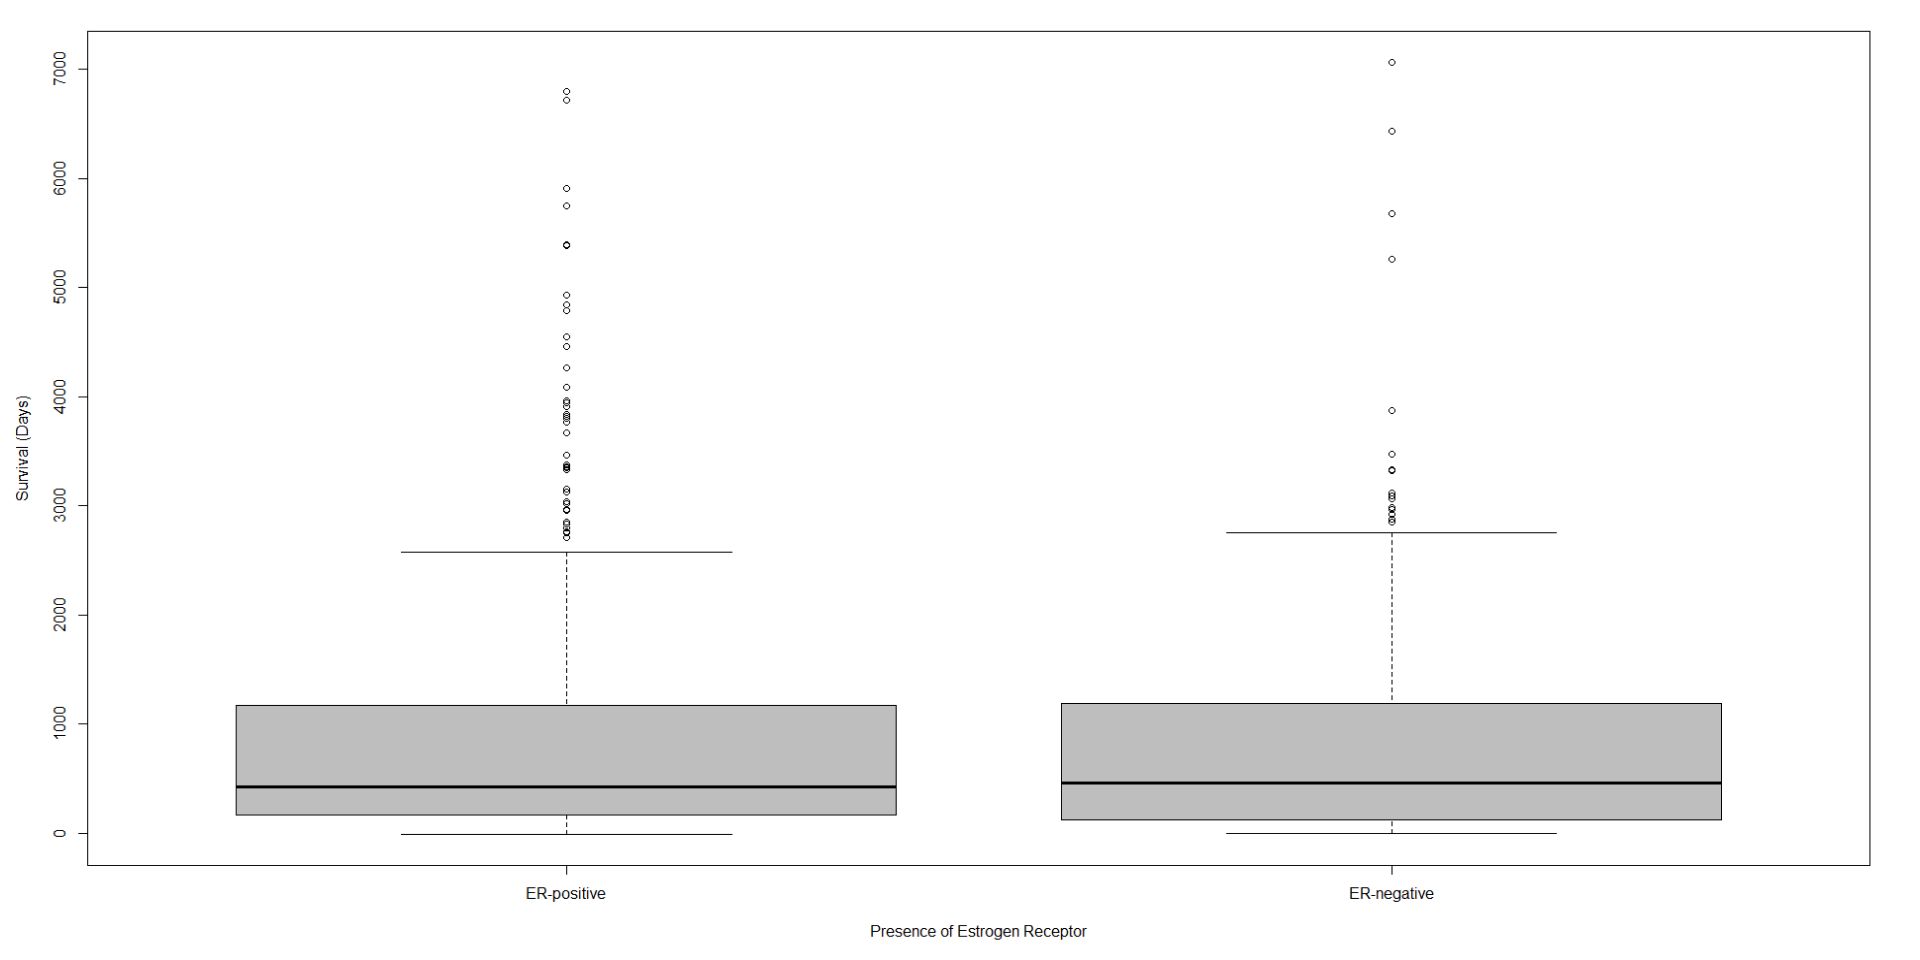 7000
6000
5000
4000
3000
2000
1000
0
Survival (Days)
ER-positive
ER-negative
Presence of Estrogen Receptor